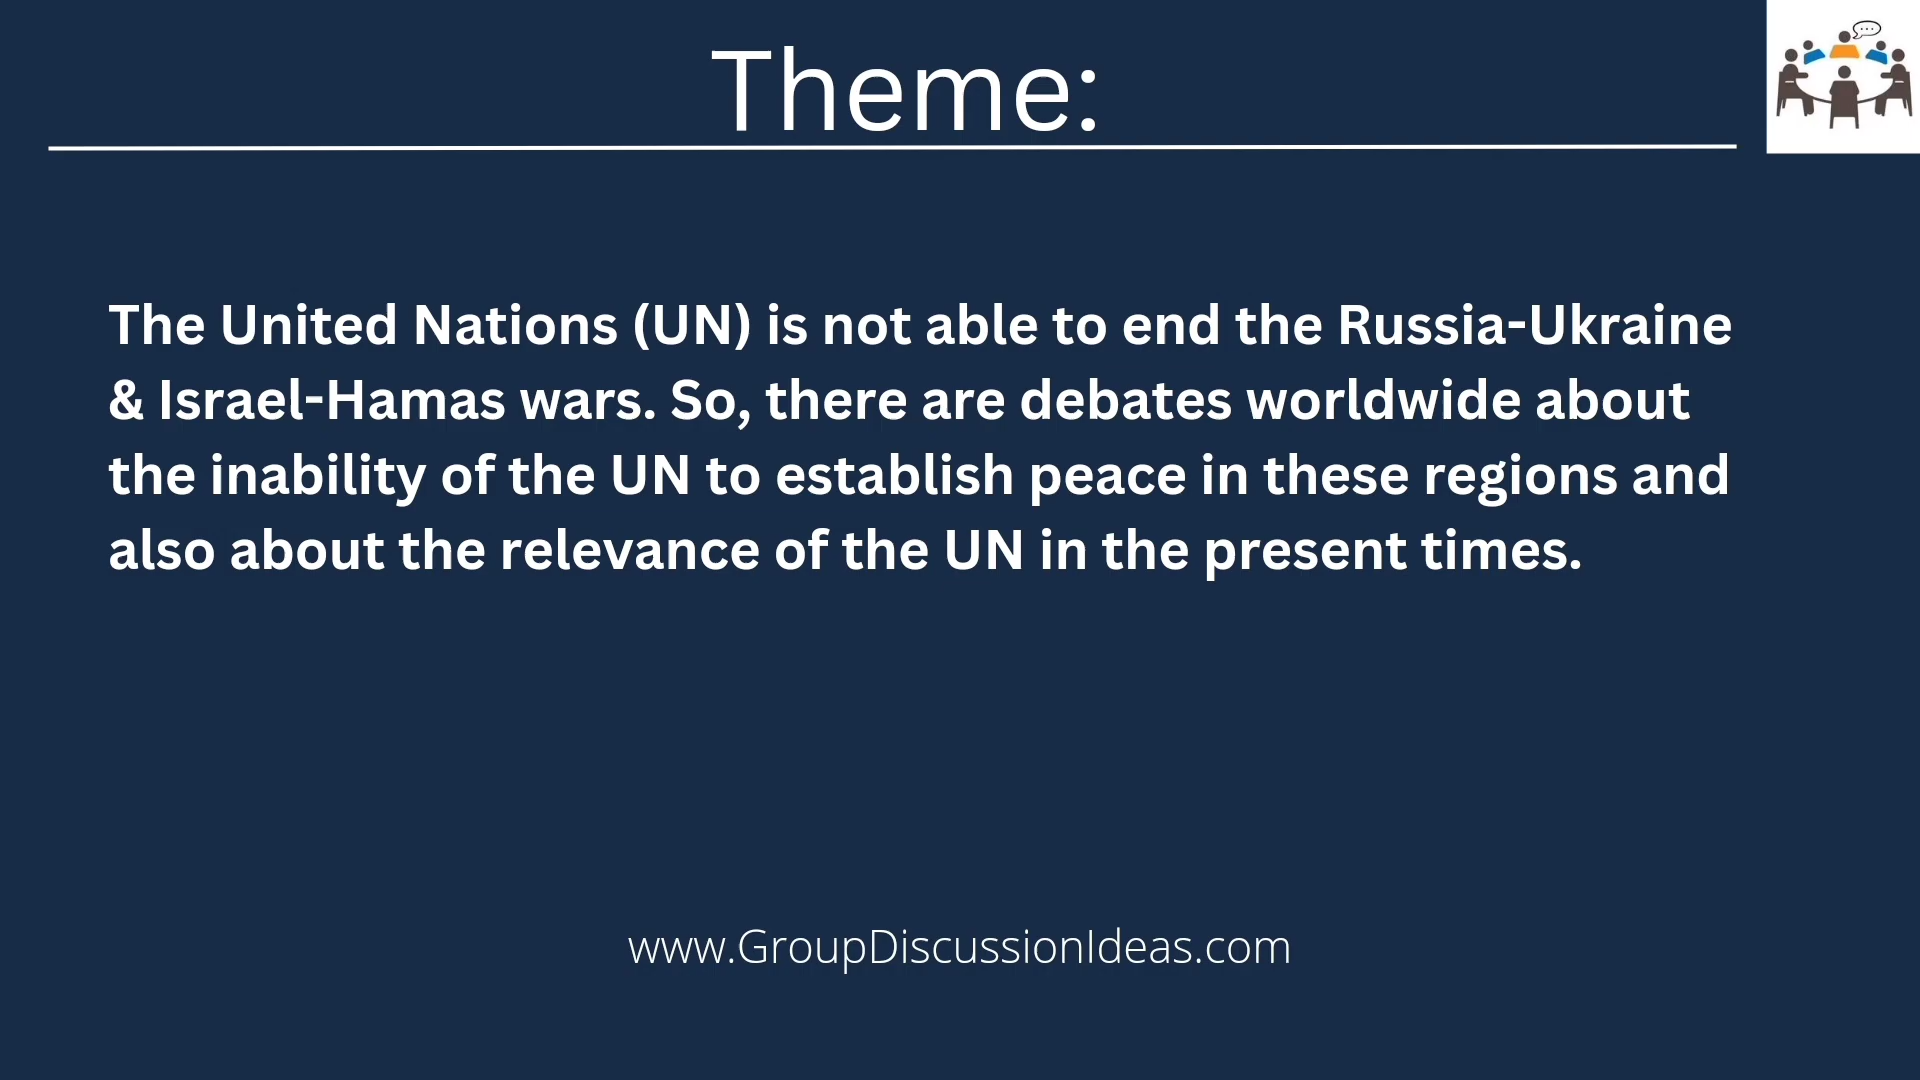 Theme:
The United Nations (UN) is not able to end the Russia-Ukraine
& Israel-Hamas wars. So, there are debates worldwide about
the inability of the UN to establish peace in these regions and
also about the relevance of the UN in the present times.
www.GroupDiscussionIdeas.com